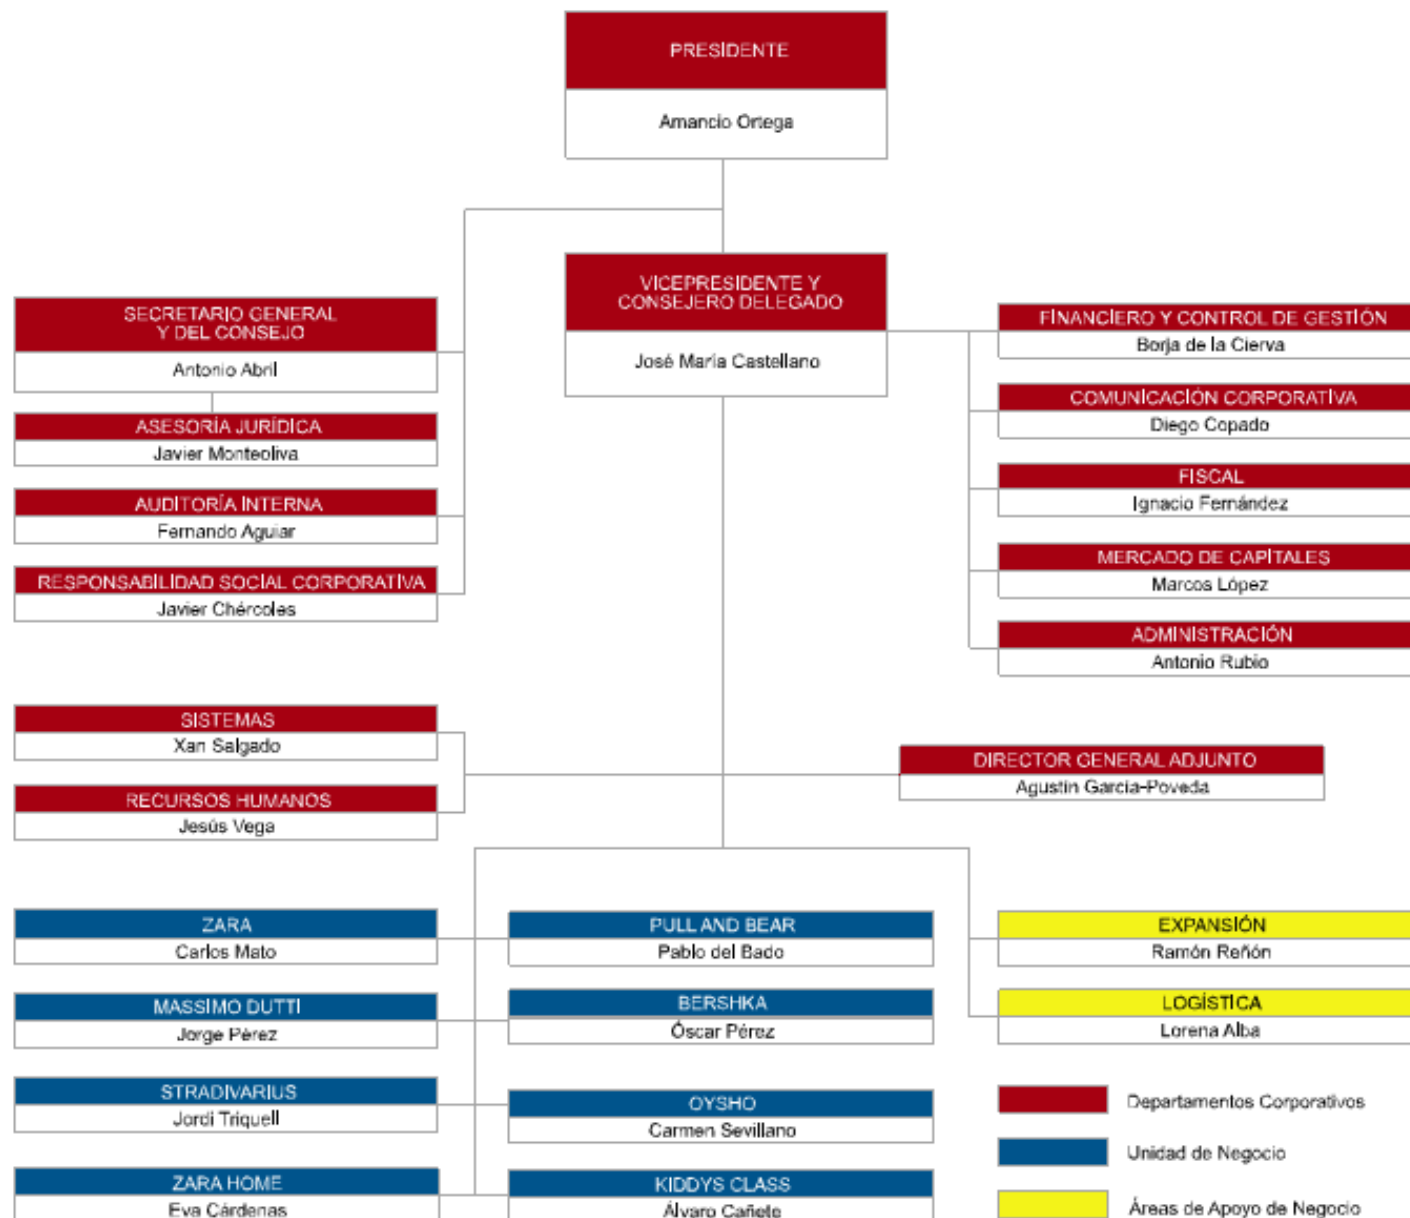 PRESIDENTE
Amancio Ortega
VICEPRESIDENTE Y
CONSEJERO DELEGADO
José María Castellano
SECRETARIO GENERAL
Y DEL CONSEJO
Antonio Abril
ASESORÍA JURÍDICA
Javier Monteoliva
AUDITORÍA INTERNA
Fernando Aguiar
RESPONSABILIDAD SOCIAL CORPORATIVA
Javier Chércoles
FINANCIERO Y CONTROL DE GESTIÓN
Borja de la Cierva
COMUNICACIÓN CORPORATIVA
Diego Copado
FISCAL
Ignacio Fernández
MERCADO DE CAPITALES
Marcos López
ADMINISTRACIÓN
Antonio Rubio
SISTEMAS
Xan Salgado
RECURSOS HUMANOS
Jesús Vega
DIRECTOR GENERAL ADJUNTO
Agustín García-Poveda
ZARA
Carlos Mato
PULL AND BEAR
Pablo del Bado
EXPANSIÓN
Ramón Reñón
MASSIMO DUTTI
Jorge Pérez
BERSHKA
Óscar Pérez
LOGÍSTICA
Lorena Alba
STRADIVARIUS
Jordi Triquell
OYSHO
Carmen Sevillano
ZARA HOME
Eva Cárdenas
KIDDYS CLASS
Álvaro Cañete
Departamentos Corporativos
Unidad de Negocio
Áreas de Apoyo de Negocio